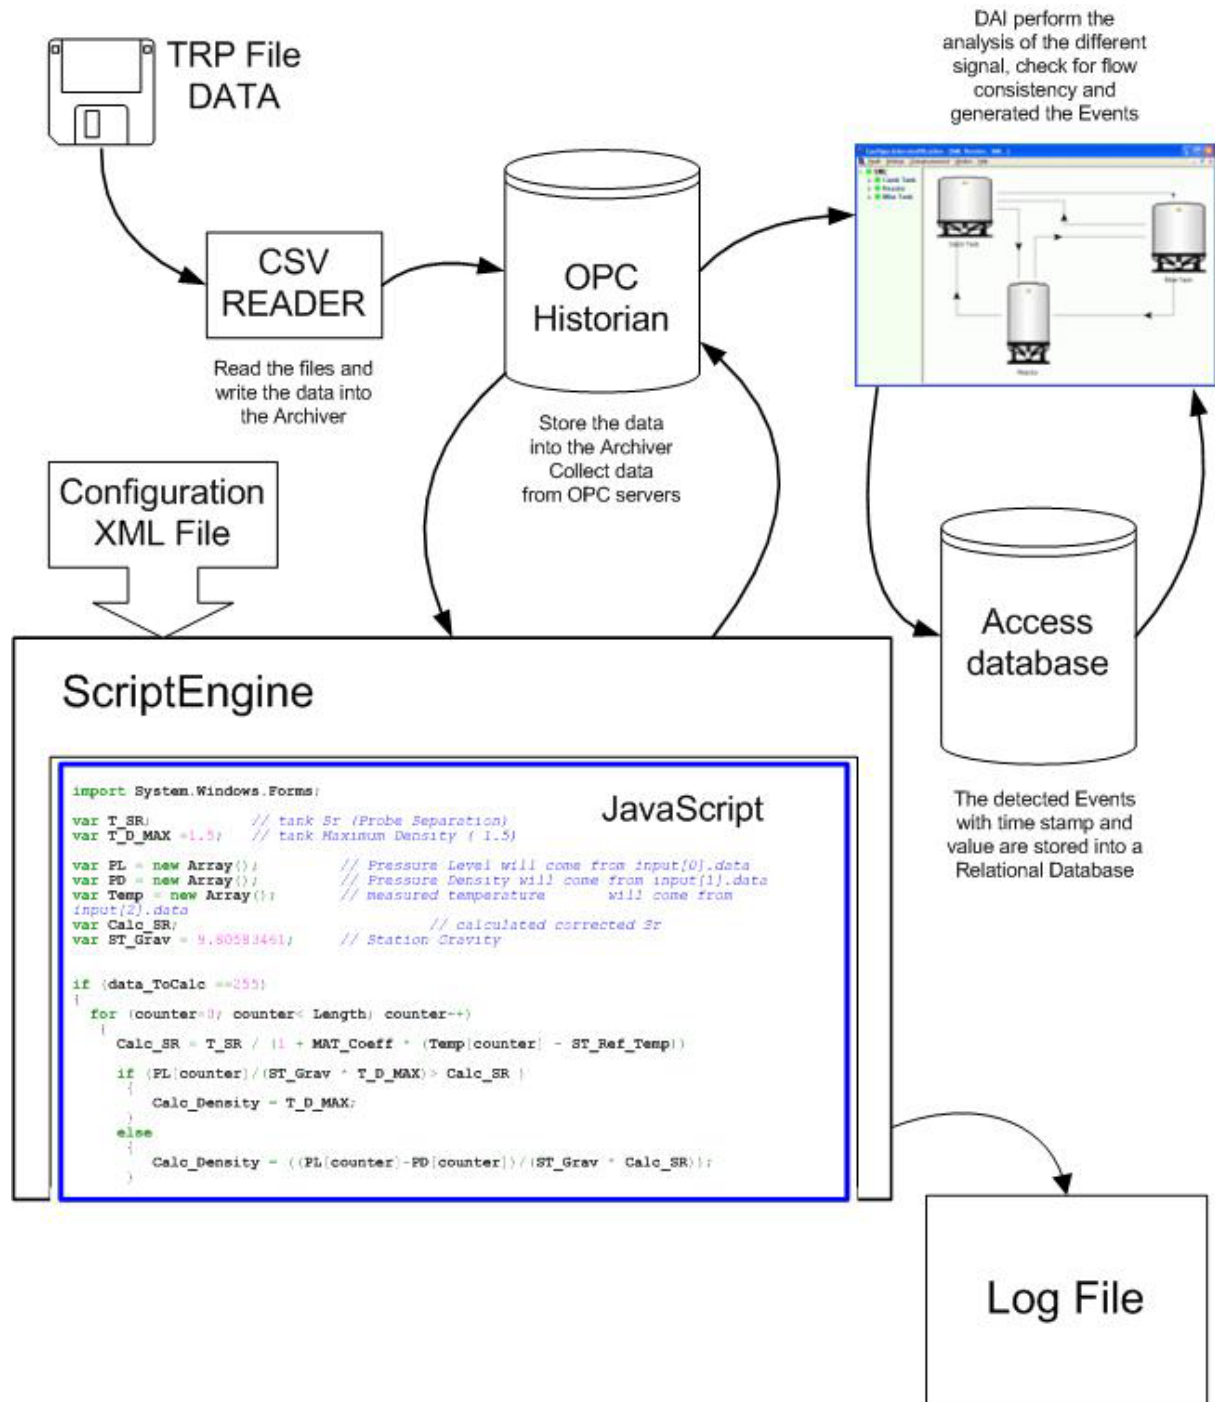 TRP File
DATA
DAI perform the
analysis of the different
signal, check for flow
consistency and
generated the Events
CSV
READER
Read the files and
write the data into
the Archiver
OPC
Historian
Store the data
into the Archiver
Collect data
from OPC servers
Reactor
Configuration
XML File
Access
database
The detected Events
with time stamp and
value are stored into a
Relational Database
ScriptEngine
JavaScript
import System.Windows.Forms;
var T_SR; // tank Sr (Probe Separation)
var T_D_MAX =1.5; // tank Maximum Density ( 1.5)
var PL = new Array(); // Pressure Level will come from input[0].data
var PD = new Array(); // Pressure Density will come from input[1].data
var Temp = new Array(); // measured temperature will come from
input[2].data
var Calc_SR; // calculated corrected Sr
var ST_Grav = 9.80583461; // Station Gravity
if (data_ToCalc ==255)
{
for (counter=0; counter< Length; counter++)
{
Calc_SR = T_SR / (1 + MAT_Coeff * (Temp[counter] - ST_Ref_Temp))
if (PL[counter]/(ST_Grav * T_D_MAX)> Calc_SR )
{
Calc_Density = T_D_MAX;
}
else
{
Calc_Density = ((PL[counter]-PD[counter])/(ST_Grav * Calc_SR));
}
Log File